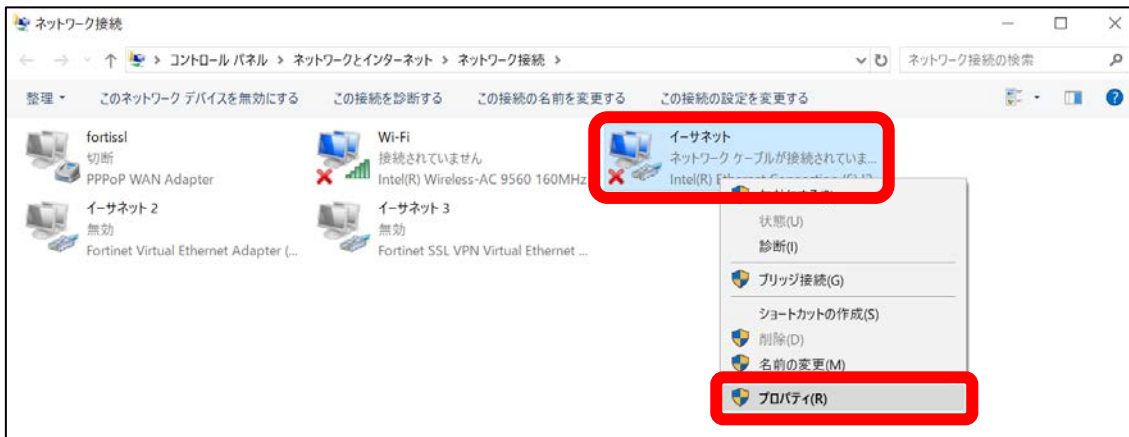 ネットワーク接続
コントロール パネル > ネットワークとインターネット > ネットワーク接続 >
ネットワーク接続の検索
整理
このネットワーク デバイスを無効にする
この接続を診断する
この接続の名前を変更する
この接続の設定を変更する
fortissl
切断
PPPoP WAN Adapter
Wi-Fi
接続されていません
Intel(R) Wireless-AC 9560 160MHz
イーサネット
ネットワーク ケーブルが接続されていま...
Intel(R) Ethernet Connection
イーサネット 2
無効
Fortinet Virtual Ethernet Adapter (...
イーサネット 3
無効
Fortinet SSL VPN Virtual Ethernet ...
状態(U)
診断(I)
ブリッジ接続(G)
ショートカットの作成(S)
削除(D)
名前の変更(M)
プロパティ(R)